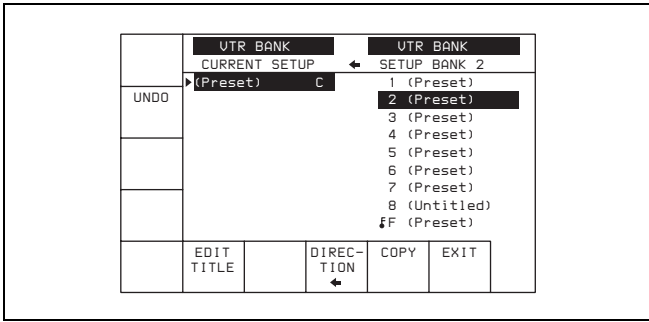 VTR BANK VTR BANK
CURRENT SETUP ← SETUP BANK 2
(Preset) C 1 (Preset)
UNDO 2 (Preset)
3 (Preset)
4 (Preset)
5 (Preset)
6 (Preset)
7 (Preset)
8 (Untitled)
F (Preset)
EDIT TITLE
DIREC-TION ←
COPY
EXIT